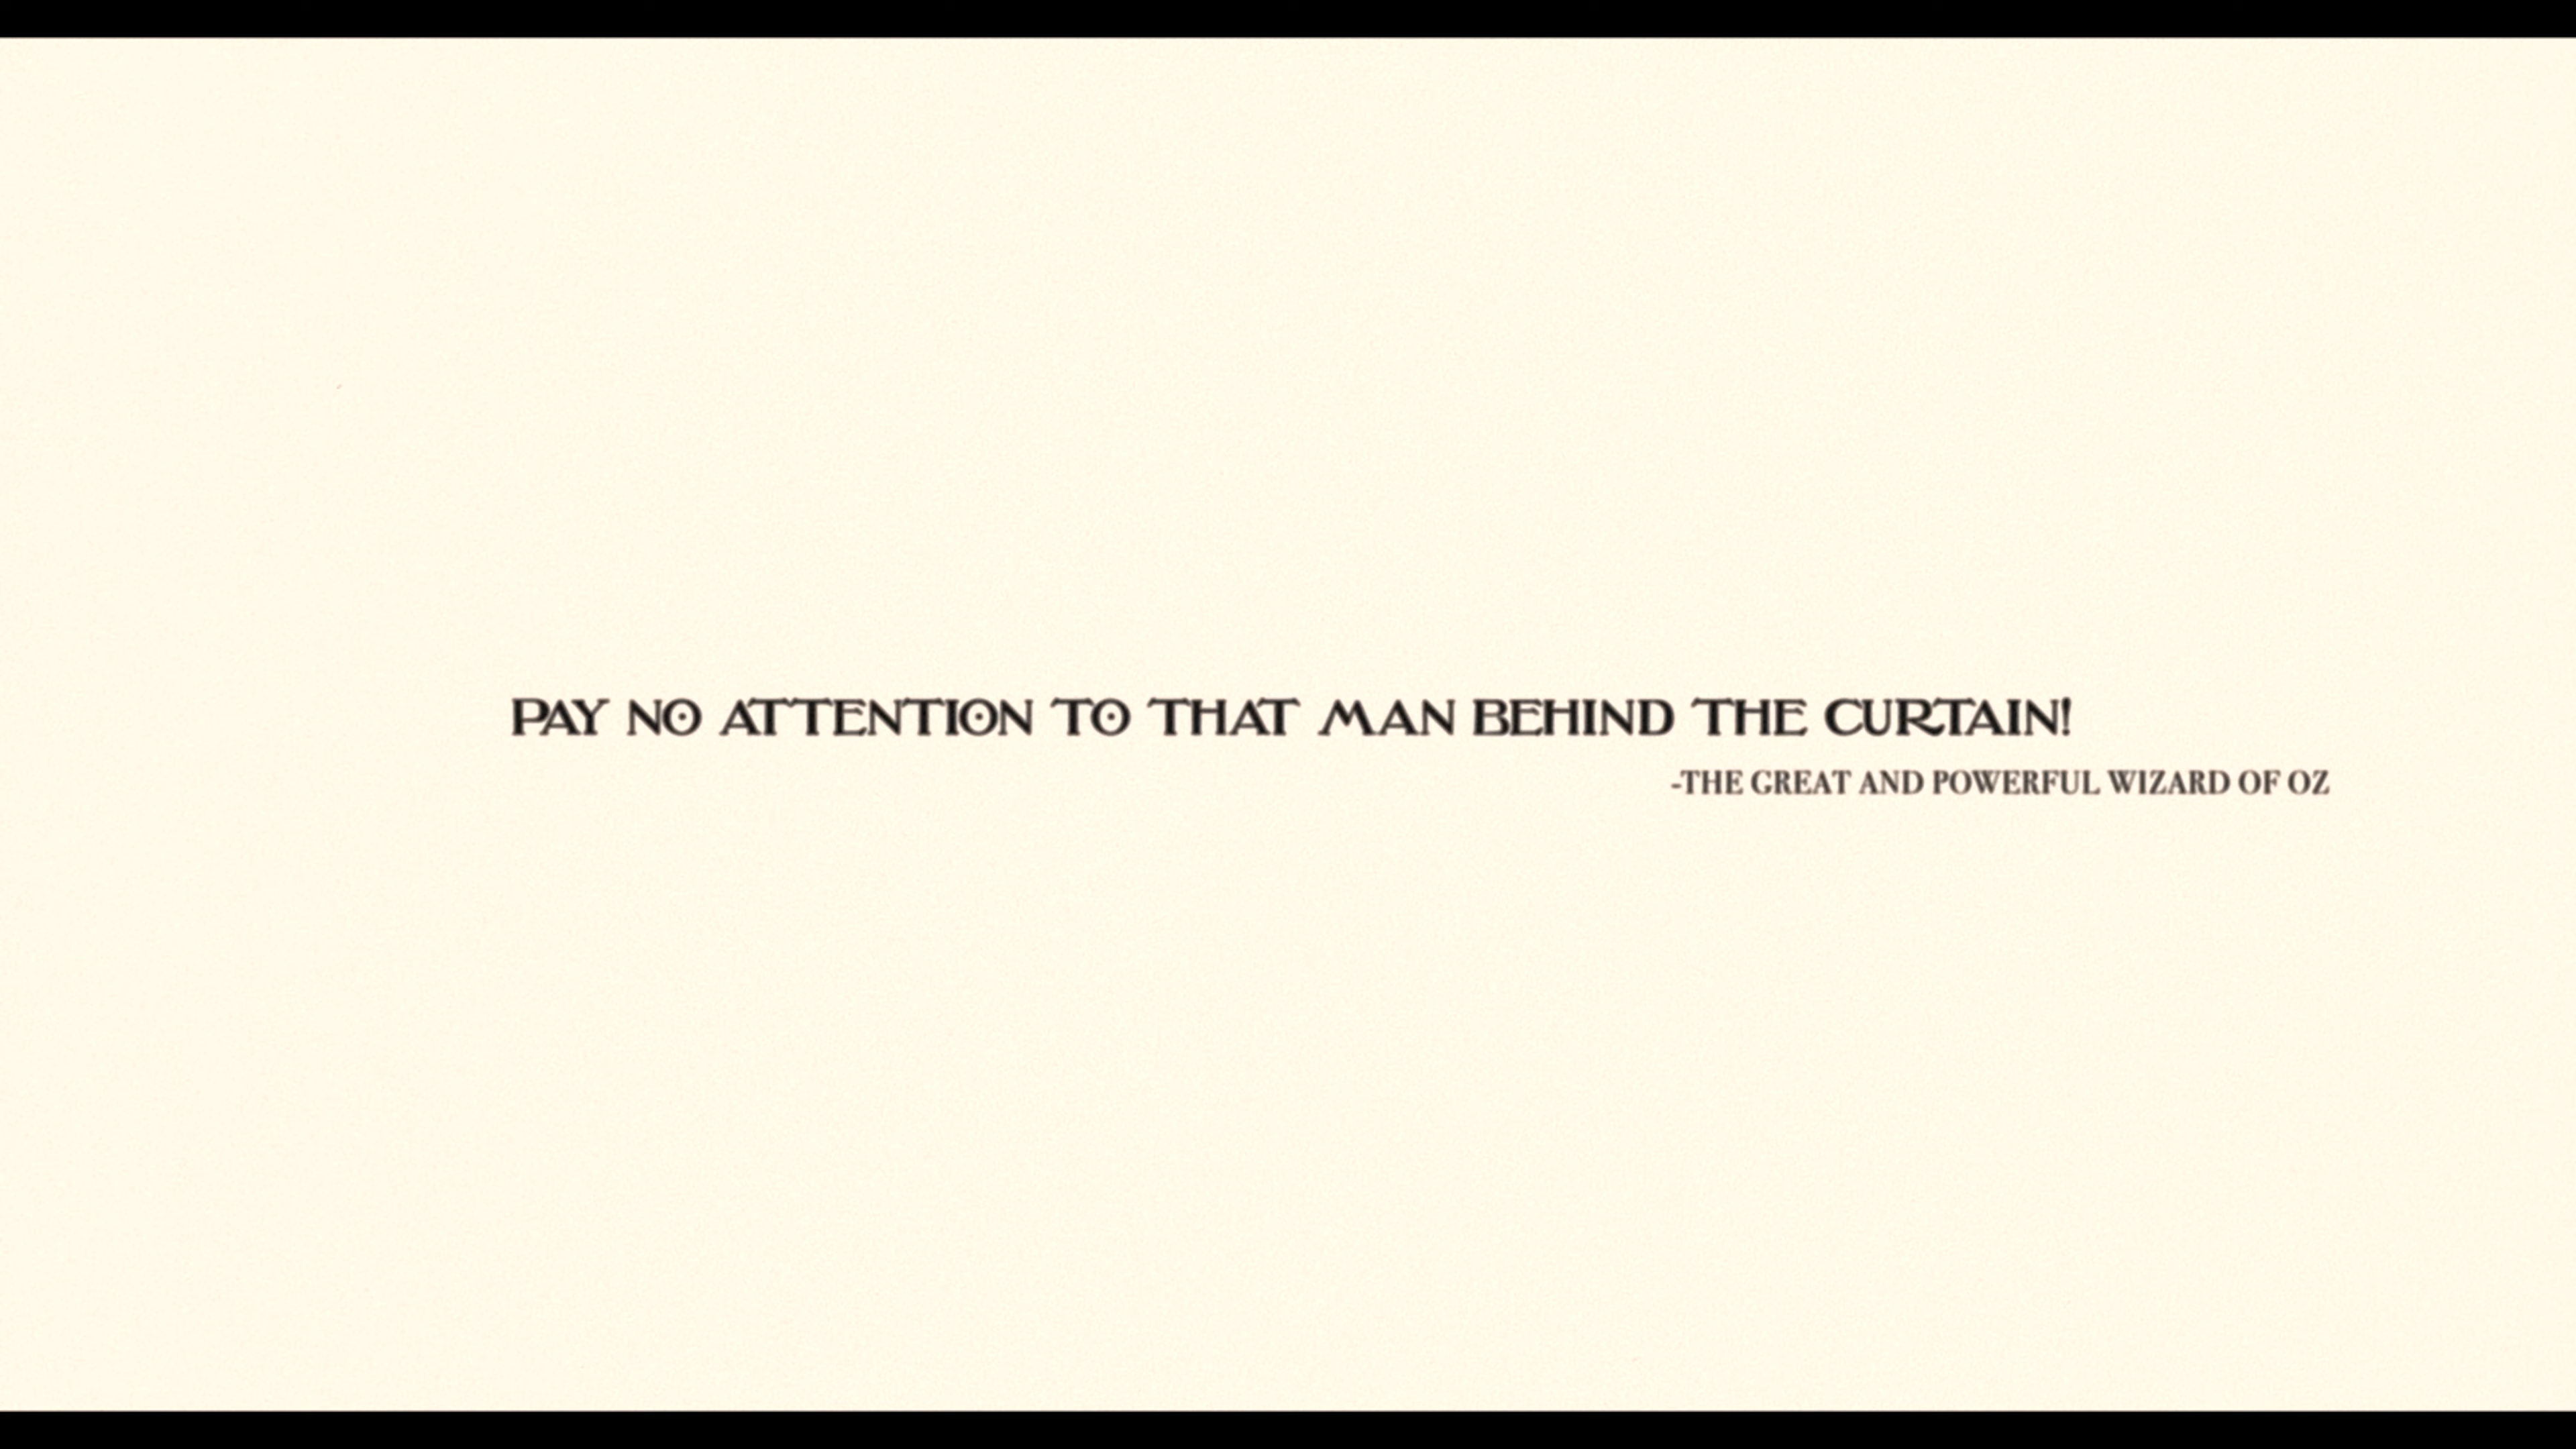 PAY NO ATTENTION TO THAT MAN BEHIND THE CURTAIN!
-THE GREAT AND POWERFUL WIZARD OF OZ